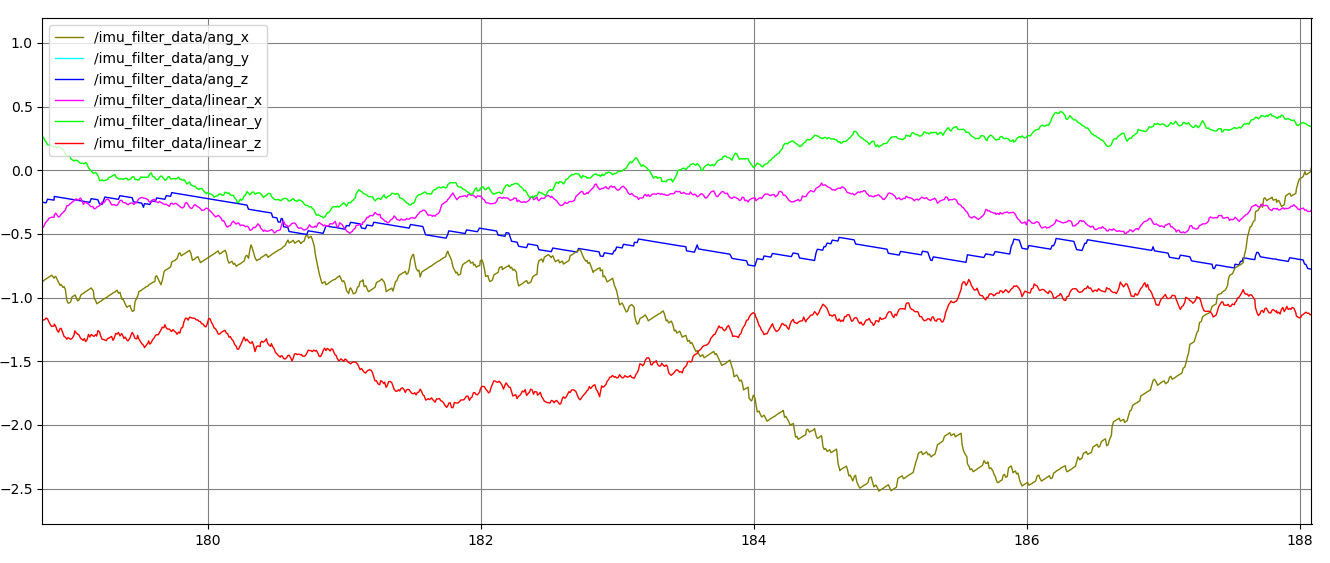 1.0
0.5
0.0
−0.5
−1.0
−1.5
−2.0
−2.5
/imu_filter_data/ang_x
/imu_filter_data/ang_y
/imu_filter_data/ang_z
/imu_filter_data/linear_x
/imu_filter_data/linear_y
/imu_filter_data/linear_z
180 182 184 186 188